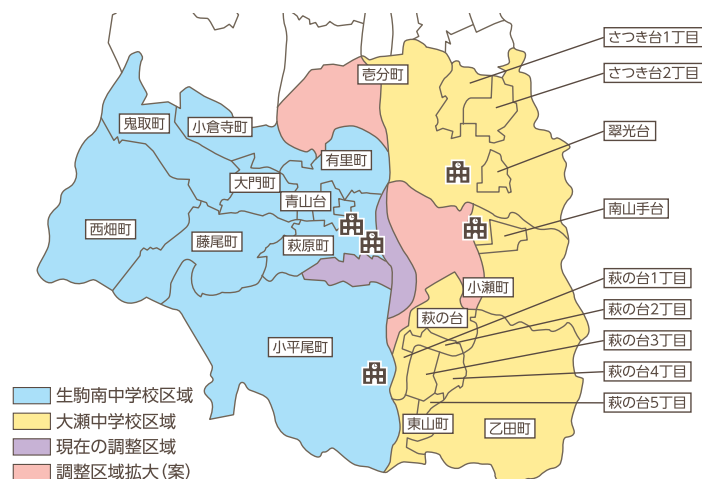 さつき台1丁目
壱分町
さつき台2丁目
鬼取町
小倉寺町
翠光台
有里町
大門町
青山台
南山手台
西畑町
藤尾町
萩原町
萩の台1丁目
小瀬町
萩の台2丁目
萩の台
萩の台3丁目
小平尾町
萩の台4丁目
生駒南中学校区域
萩の台5丁目
大瀬中学校区域
東山町
乙田町
現在の調整区域
調整区域拡大(案)